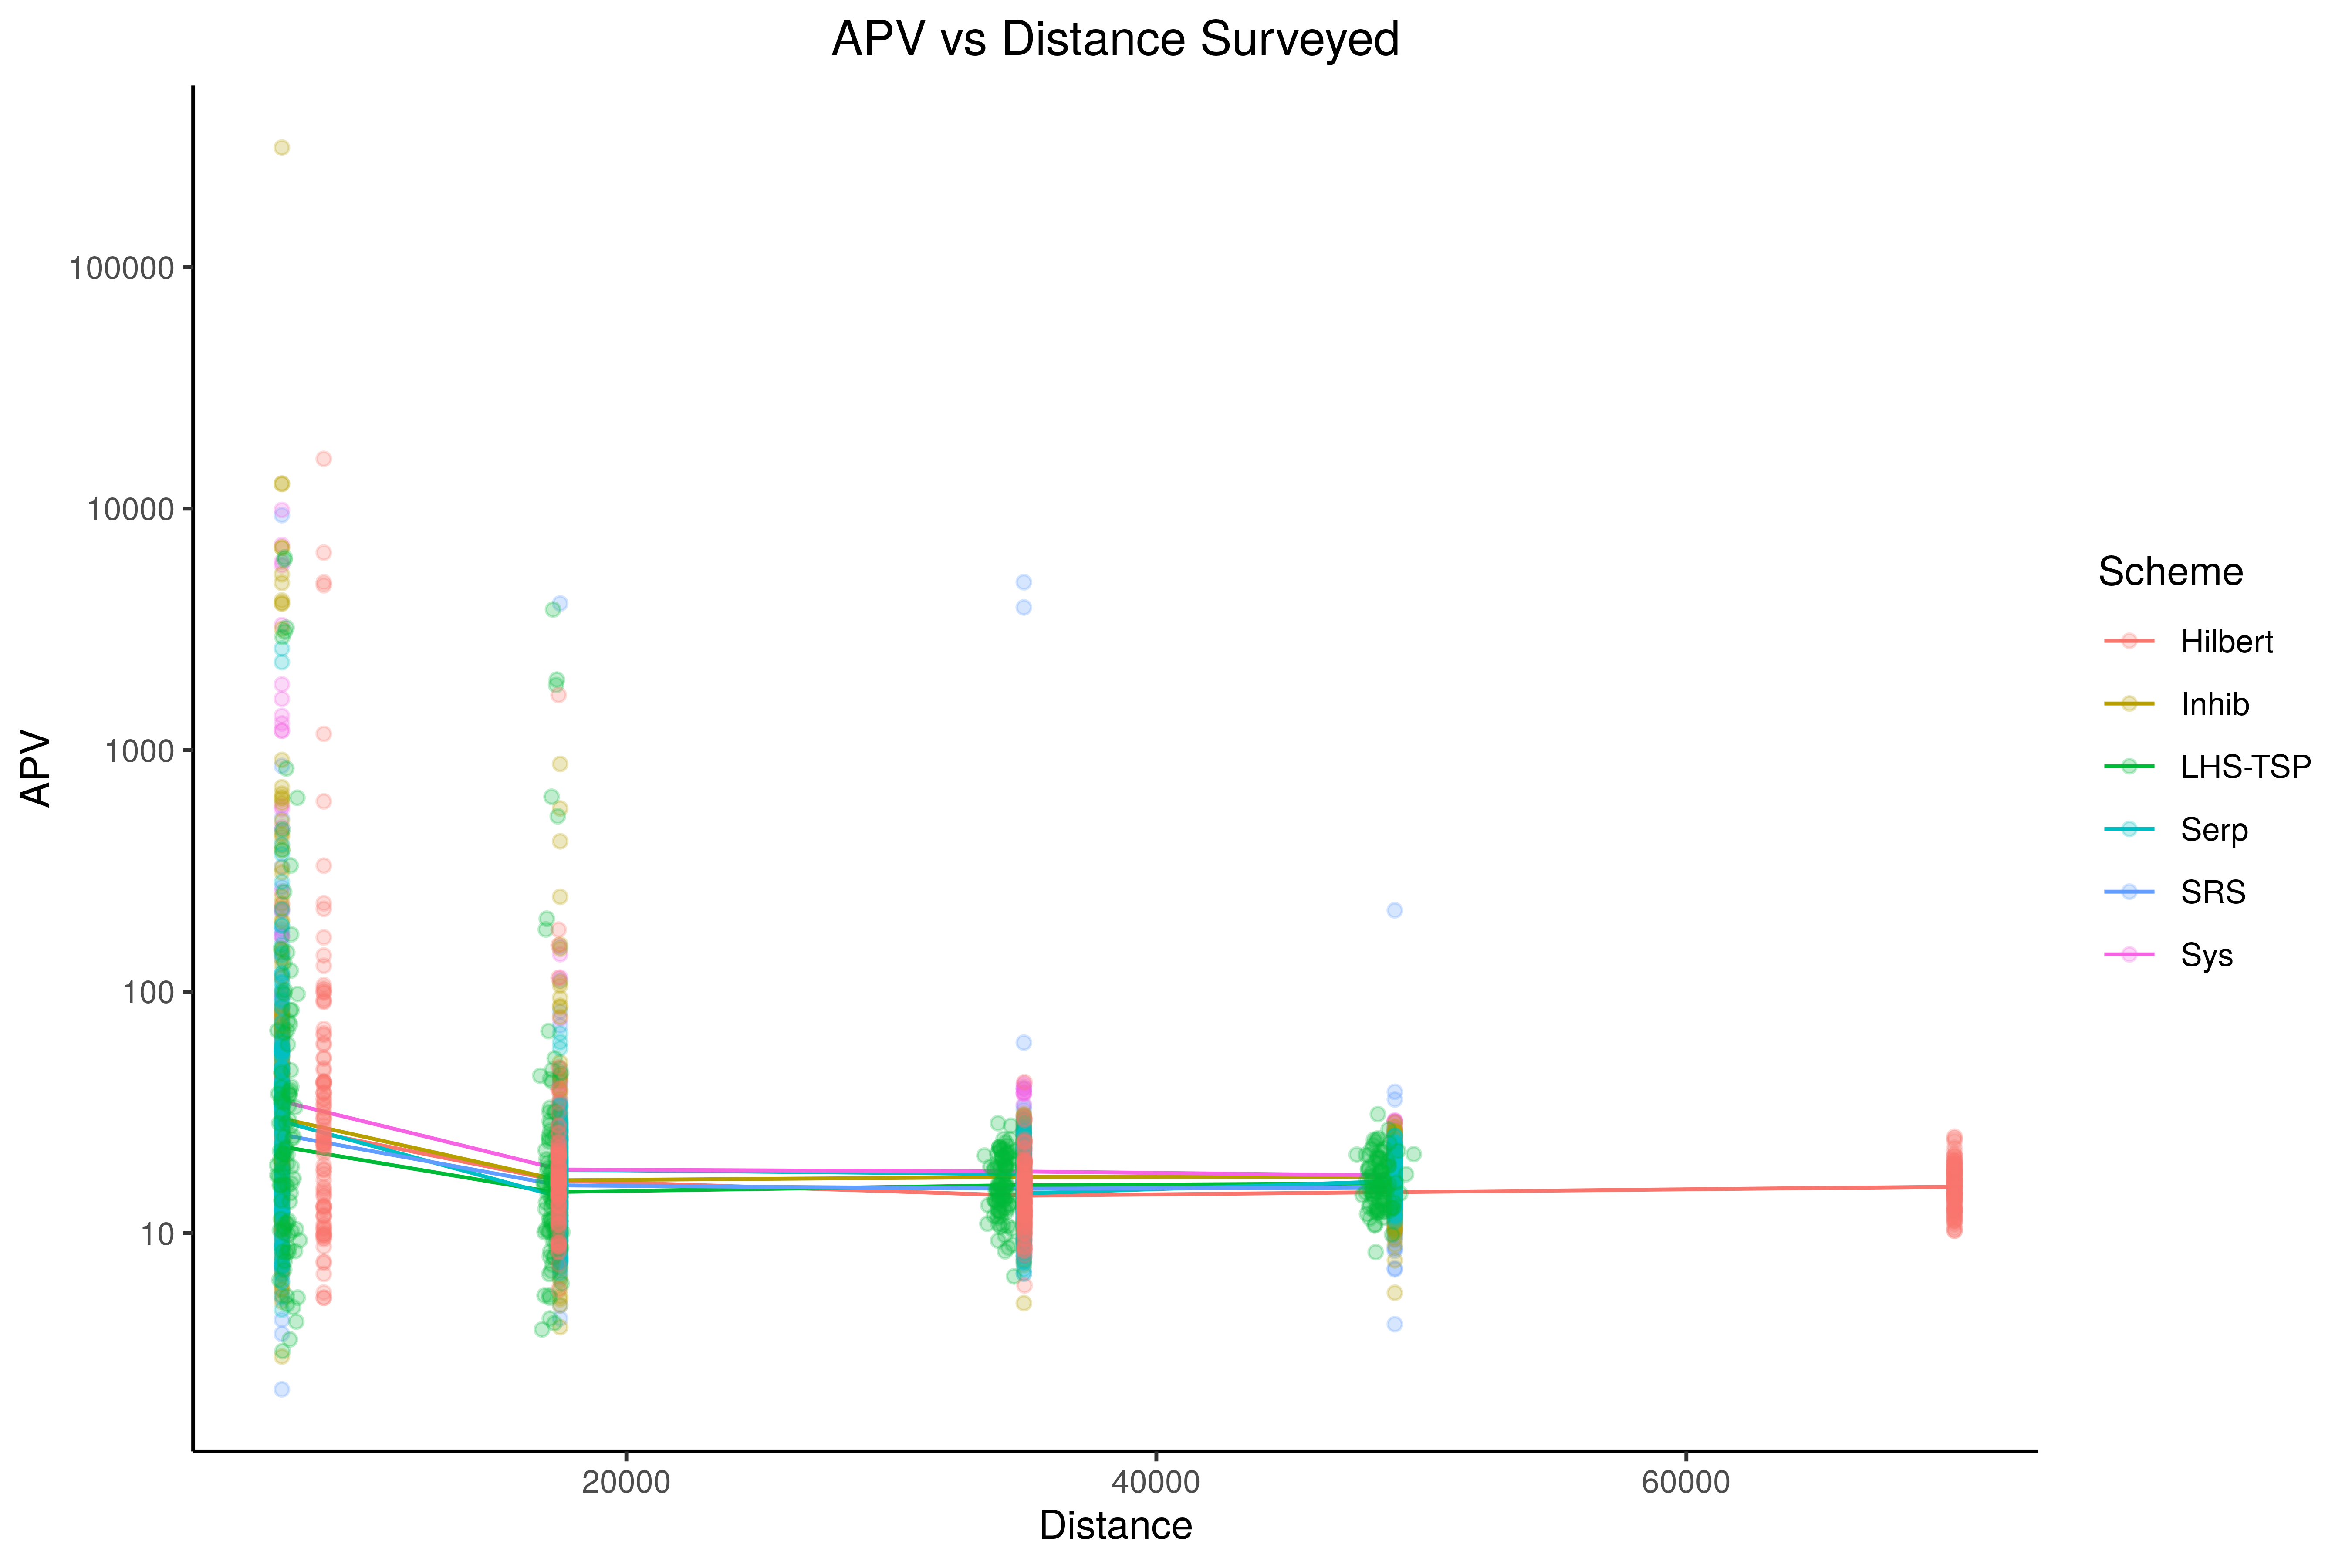 APV vs Distance Surveyed
APV
100000
10000
1000
100
10
20000
40000
60000
Distance
Scheme
Hilbert
Inhib
LHS-TSP
Serp
SRS
Sys